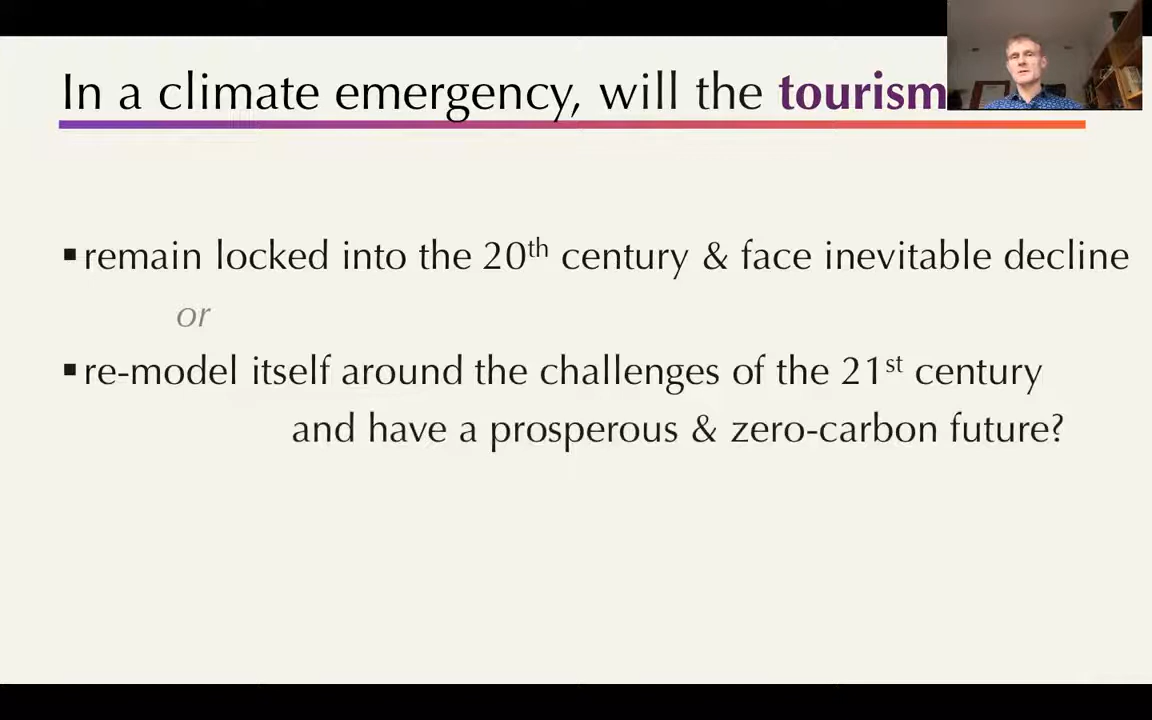 In a climate emergency, will the tourism
▪ remain locked into the 20th century & face inevitable decline
or
▪ re-model itself around the challenges of the 21st century
and have a prosperous & zero-carbon future?